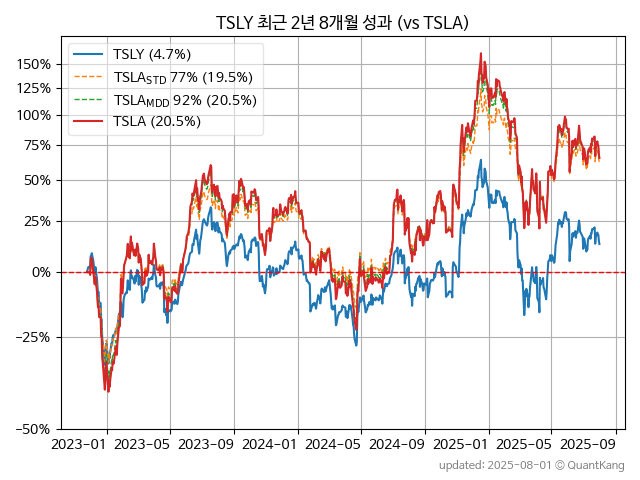 TSLY 최근 2년 8개월 성과 (vs TSLA)
TSLY (4.7%)
TSLA_STD 77% (19.5%)
TSLA_MDD 92% (20.5%)
TSLA (20.5%)
150%
125%
100%
75%
50%
25%
0%
−25%
−50%
2023-01 2023-05 2023-09 2024-01 2024-05 2024-09 2025-01 2025-05 2025-09
updated: 2025-08-01 © QuantKang